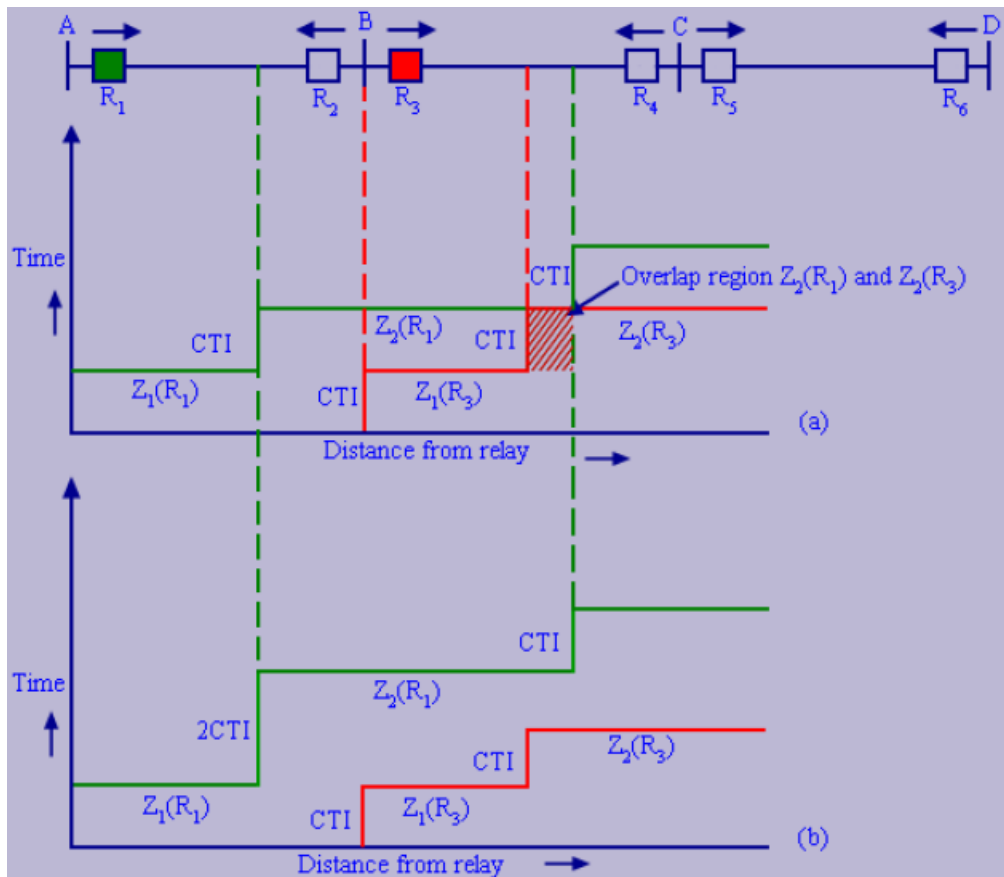 A B C D
R₁ R₂ R₃ R₄ R₅ R₆
Time
CTI Overlap region Z₂(R₁) and Z₂(R₃)
CTI Z₂(R₁) CTI Z₂(R₃)
Z₁(R₁) CTI Z₁(R₃)
(a)
Distance from relay
CTI
Time Z₂(R₁)
2CTI
CTI Z₂(R₃)
Z₁(R₁) CTI Z₁(R₃)
(b)
Distance from relay